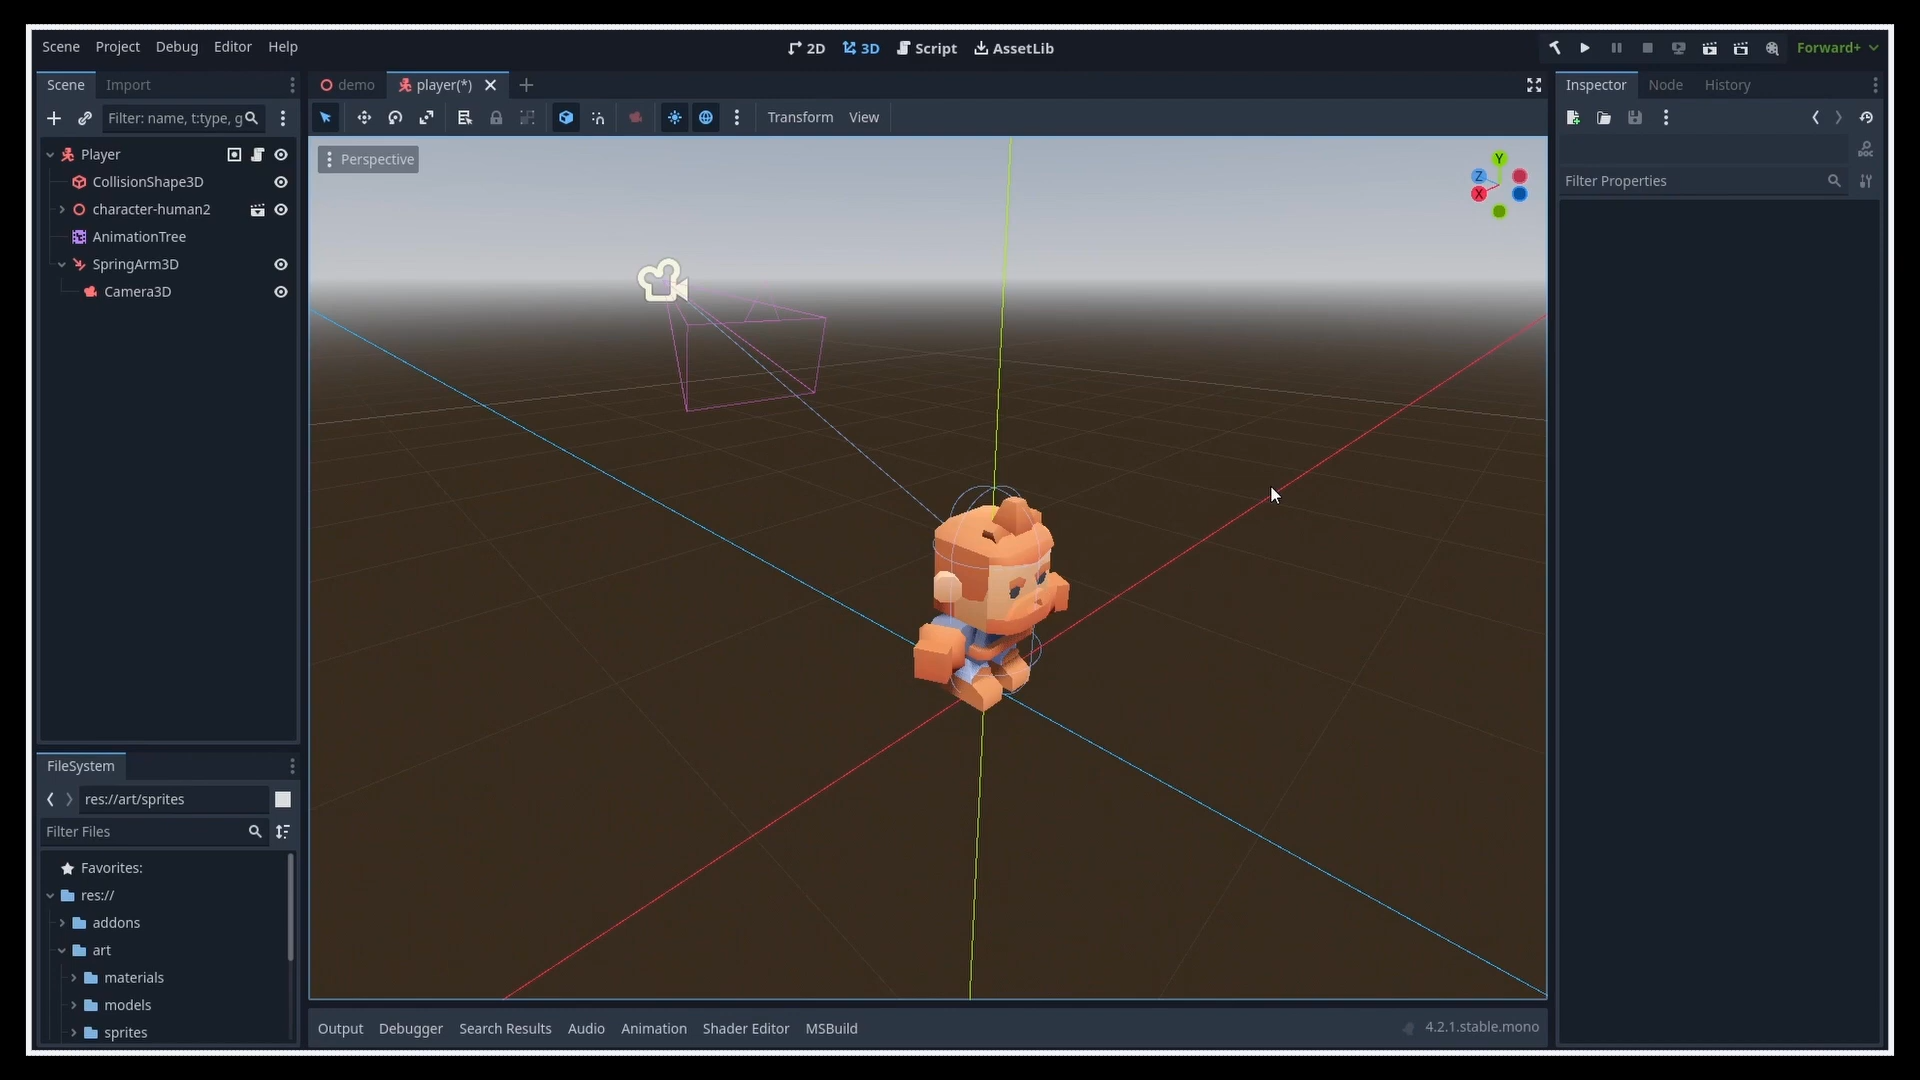 Scene Project Debug Editor Help
2D 3D Script AssetLib
Forward+
Scene Import
demo player(*)
Inspector Node History
Filter: name, t:type, g
Transform View
Player
CollisionShape3D
character-human2
AnimationTree
SpringArm3D
Camera3D
Perspective
Y
Z
X
DOC
Filter Properties
FileSystem
res://art/sprites
Filter Files
Favorites:
res://
addons
art
materials
models
sprites
Output Debugger Search Results Audio Animation Shader Editor MSBuild
4.2.1.stable.mono